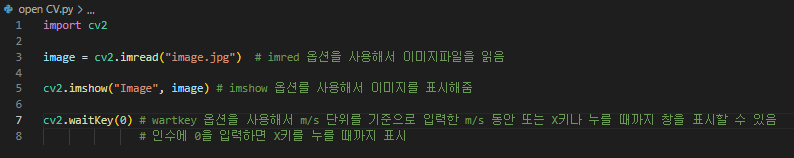 open CV.py > ...
1 import cv2
2
3 image = cv2.imread("image.jpg") # imred 옵션을 사용해서 이미지파일을 읽음
4
5 cv2.imshow("Image", image) # imshow 옵션를 사용해서 이미지를 표시해줌
6
7 cv2.waitKey(0) # wartkey 옵션을 사용해서 m/s 단위를 기준으로 입력한 m/s 동안 또는 X키나 누를 때까지 창을 표시할 수 있음
8 # 인수에 0을 입력하면 X키를 누를 때까지 표시